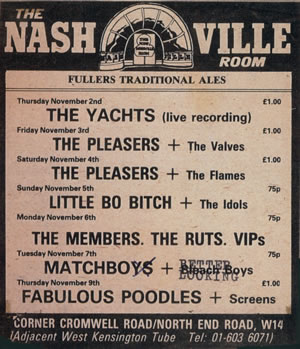 THE
NASH VILLE
ROOM
FULLERS TRADITIONAL ALES
Thursday November 2nd £1.00
THE YACHTS (live recording)
Friday November 3rd £1.00
THE PLEASERS + The Valves
Saturday November 4th £1.00
THE PLEASERS + The Flames
Sunday November 5th 75p
LITTLE BO BITCH + The Idols
Monday November 6th 75p
THE MEMBERS. THE RUTS. VIPs
Tuesday November 7th BETTER 75p
MATCHBOYS + Bleach Boys
LOOKING
Thursday November 9th £1.00
FABULOUS POODLES + Screens
CORNER CROMWELL ROAD/NORTH END ROAD, W14
(Adjacent West Kensington Tube Tel: 01-603 6071)